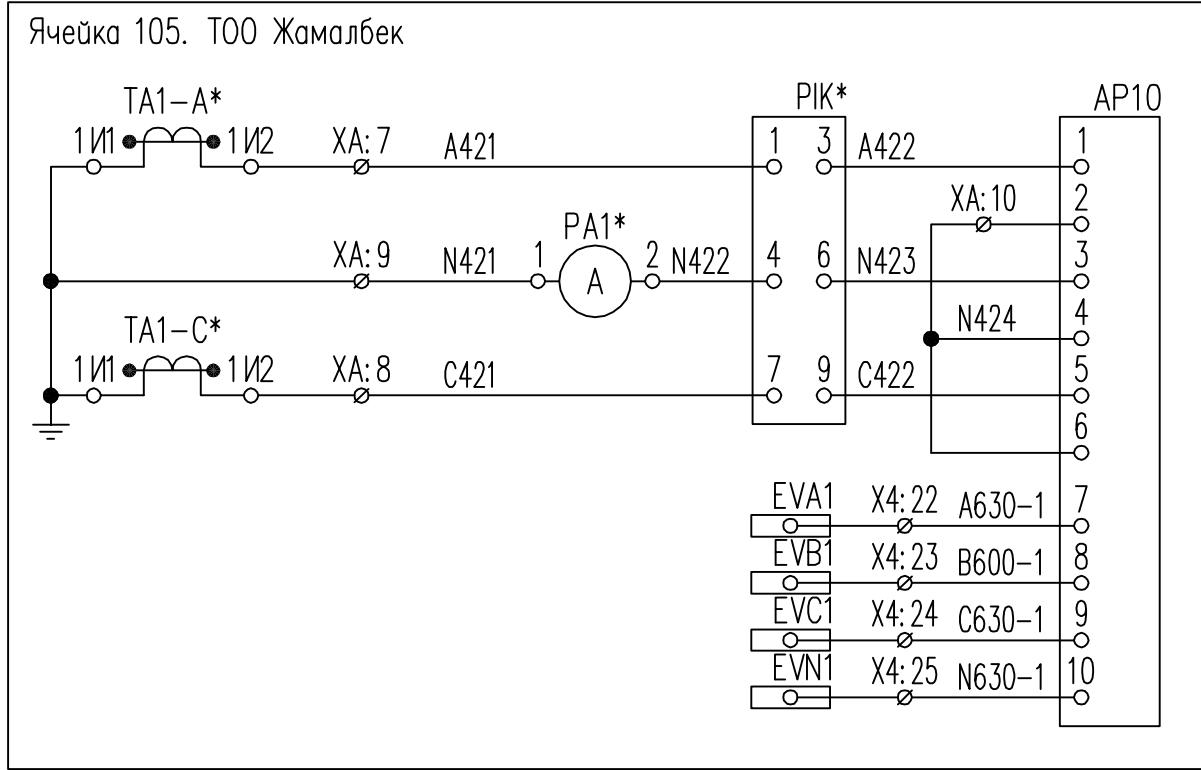 Ячейка 105. ТОО Жамалбек
TA1-A*
PIK*
AP10
1И1
1И2
XA:7
A421
1
3
A422
1
XA:10
2
PA1*
XA:9
N421
1
A
2
N422
4
6
N423
3
TA1-C*
N424
4
1И1
1И2
XA:8
C421
7
9
C422
5
6
EVA1
X4:22
A630-1
7
EVB1
X4:23
B600-1
8
EVC1
X4:24
C630-1
9
EVN1
X4:25
N630-1
10